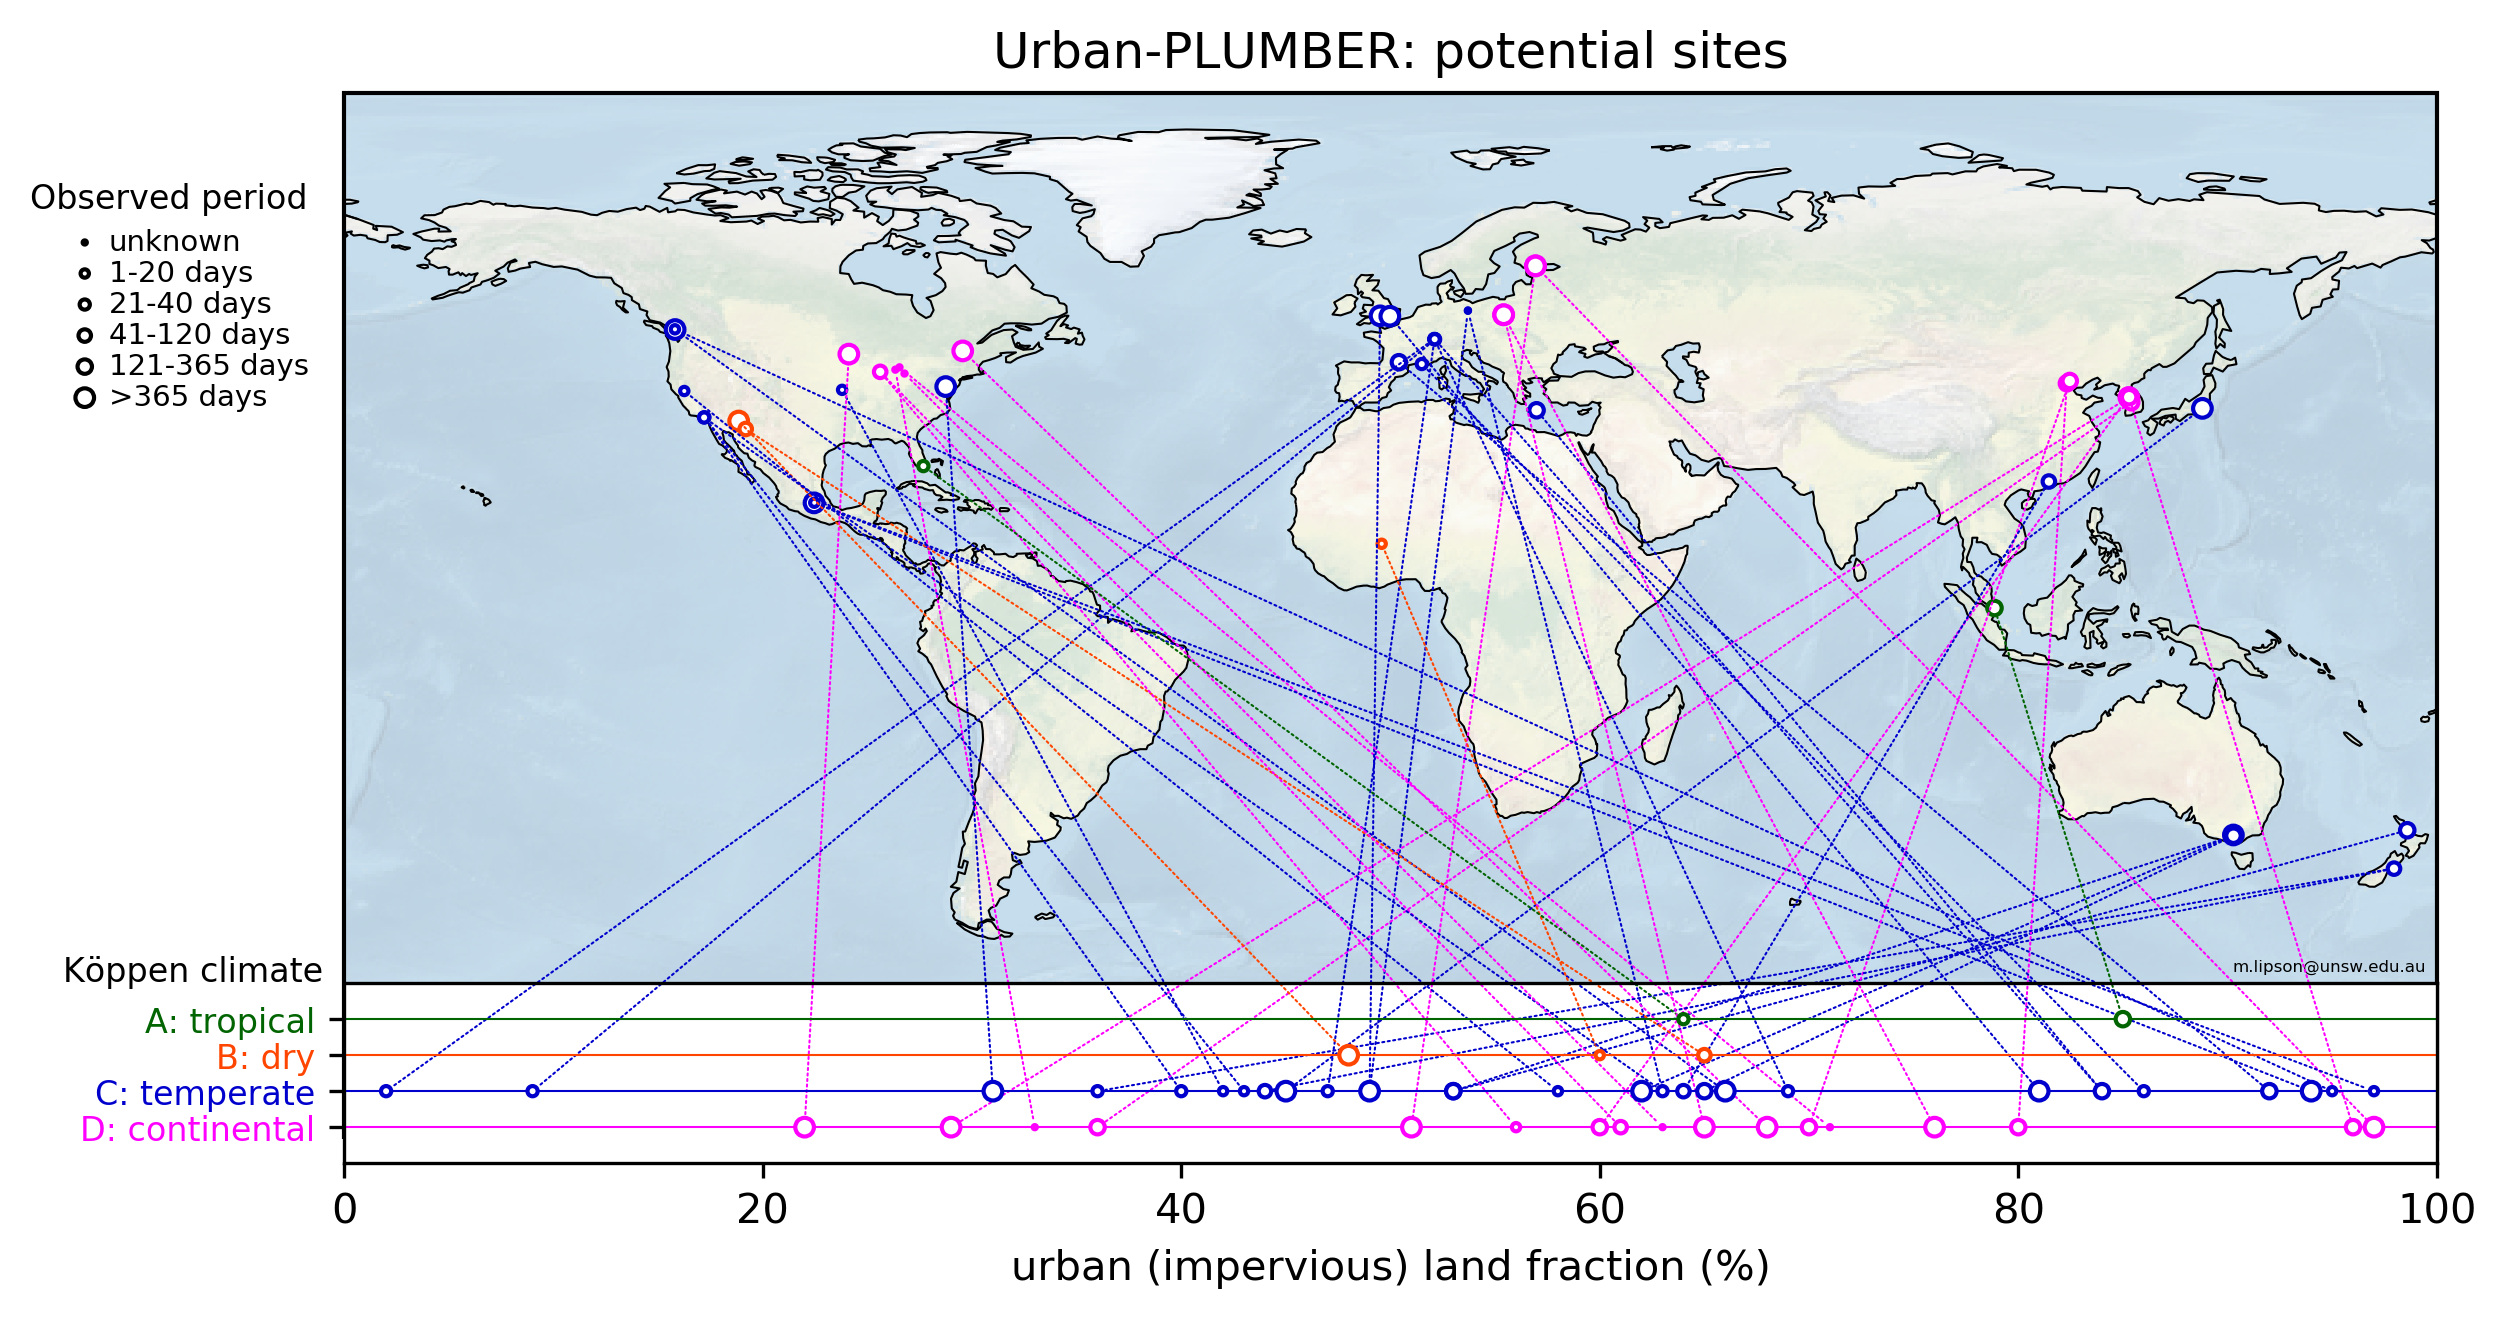 Urban-PLUMBER: potential sites
Observed period
unknown
1-20 days
21-40 days
41-120 days
121-365 days
>365 days
m.lipson@unsw.edu.au
Köppen climate
A: tropical
B: dry
C: temperate
D: continental
0 20 40 60 80 100
urban (impervious) land fraction (%)